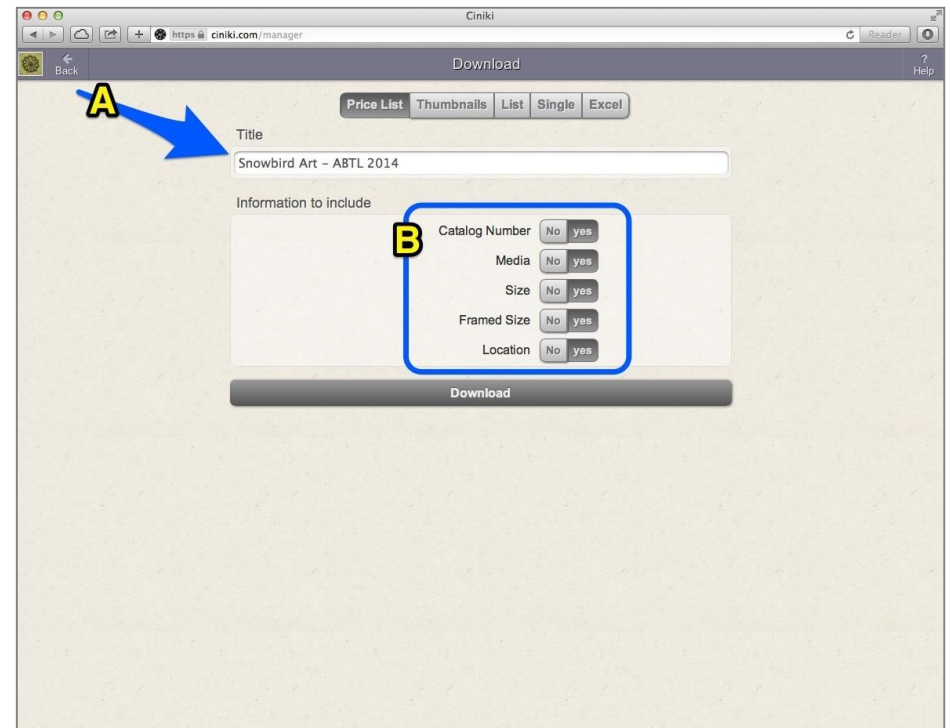 Ciniki
https ciniki.com/manager
Reader
Back
Download
?
Help
A
Price List Thumbnails List Single Excel
Title
Snowbird Art – ABTL 2014
Information to include
B
Catalog Number No yes
Media No yes
Size No yes
Framed Size No yes
Location No yes
Download